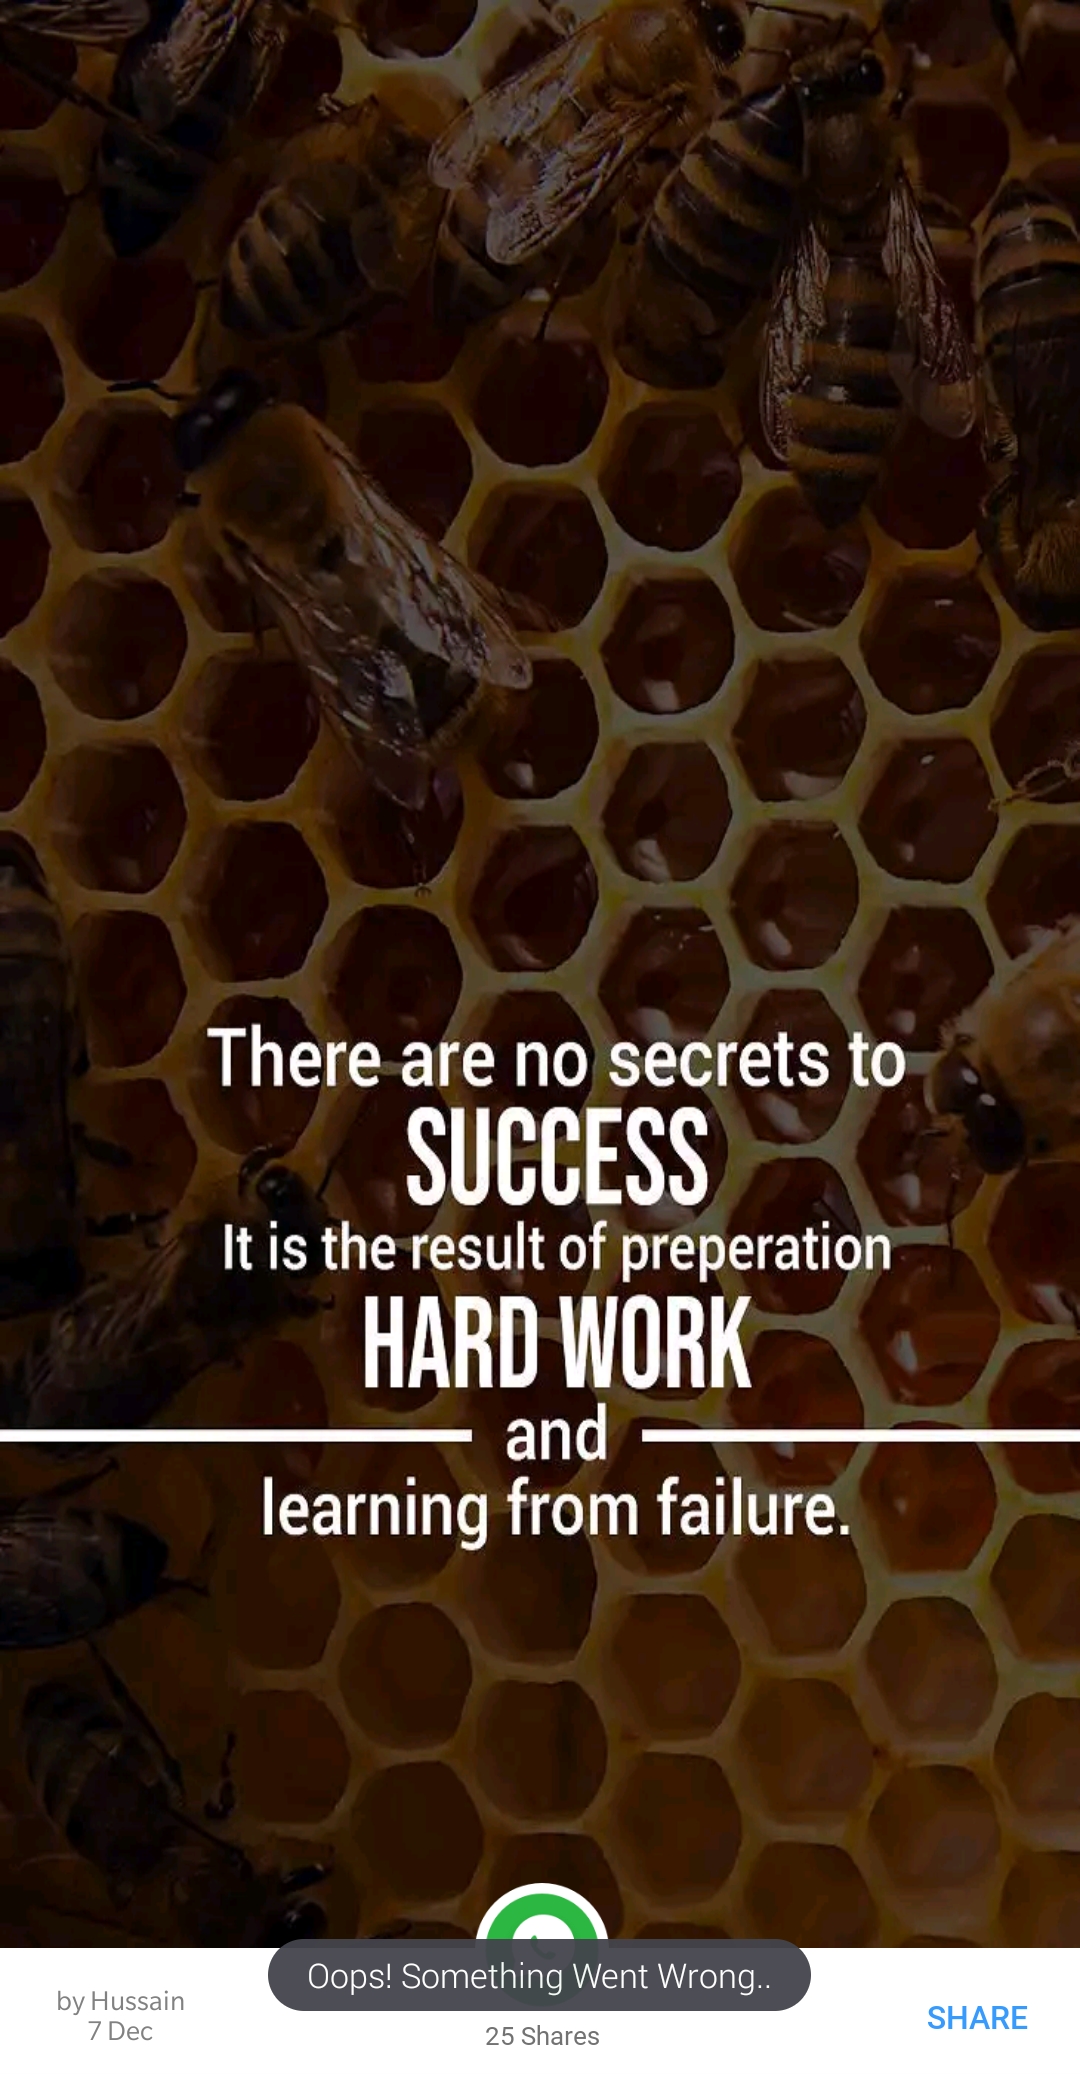 There are no secrets to
SUCCESS
It is the result of preperation
HARD WORK
and
learning from failure.
Oops! Something Went Wrong..
by Hussain
7 Dec
25 Shares
SHARE